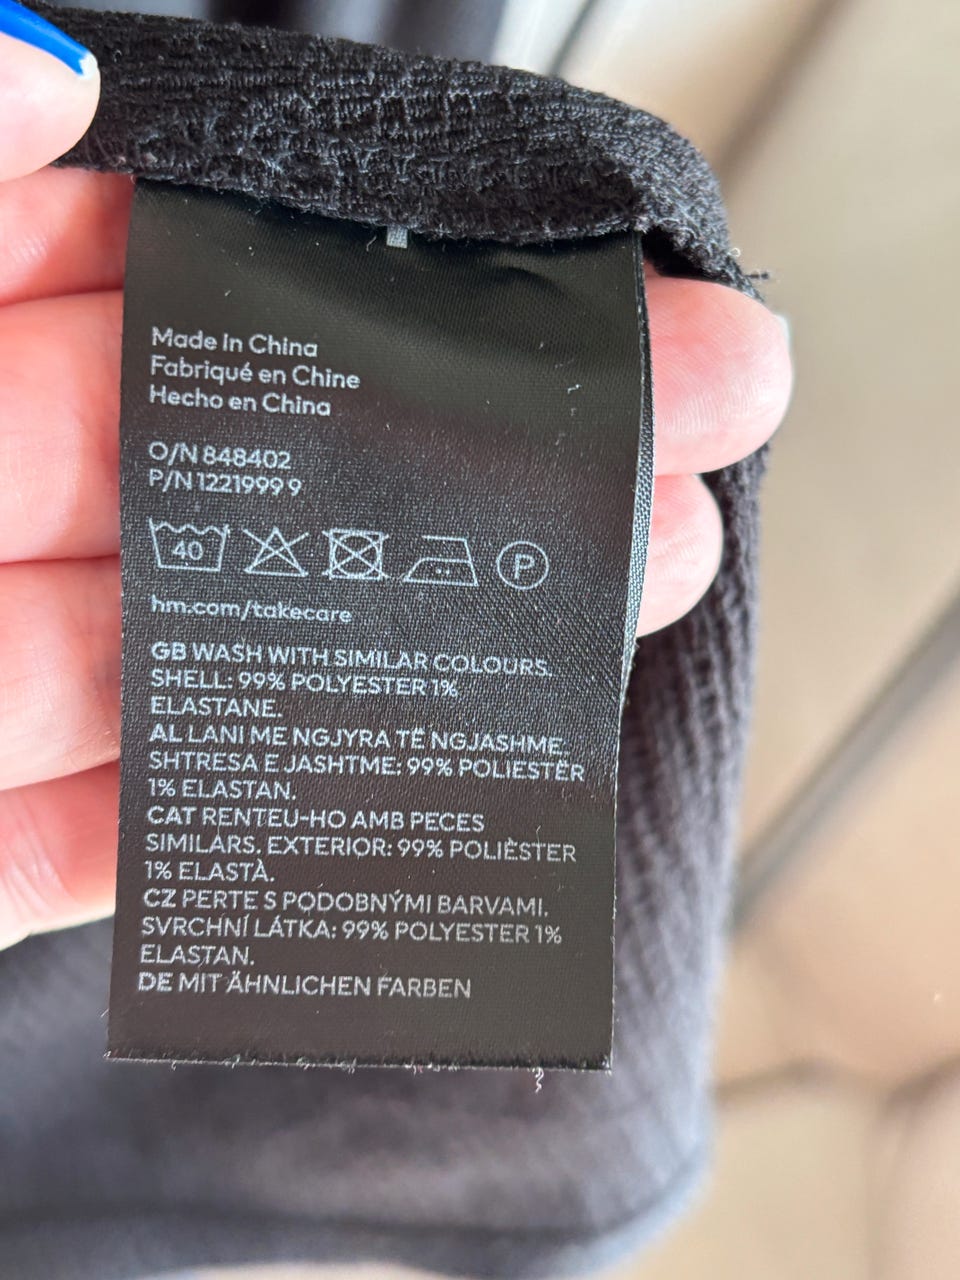 Made in China
Fabriqué en Chine
Hecho en China
O/N 848402
P/N 1221999 9
40
P
hm.com/takecare
GB WASH WITH SIMILAR COLOURS.
SHELL: 99% POLYESTER 1%
ELASTANE.
AL LANI ME NGJYRA TË NGJASHME.
SHTRESA E JASHTME: 99% POLIESTËR
1% ELASTAN.
CAT RENTEU-HO AMB PECES
SIMILARS. EXTERIOR: 99% POLIÈSTER
1% ELASTÀ.
CZ PERTE S PODOBNÝMI BARVAMI.
SVRCHNÍ LÁTKA: 99% POLYESTER 1%
ELASTAN.
DE MIT ÄHNLICHEN FARBEN